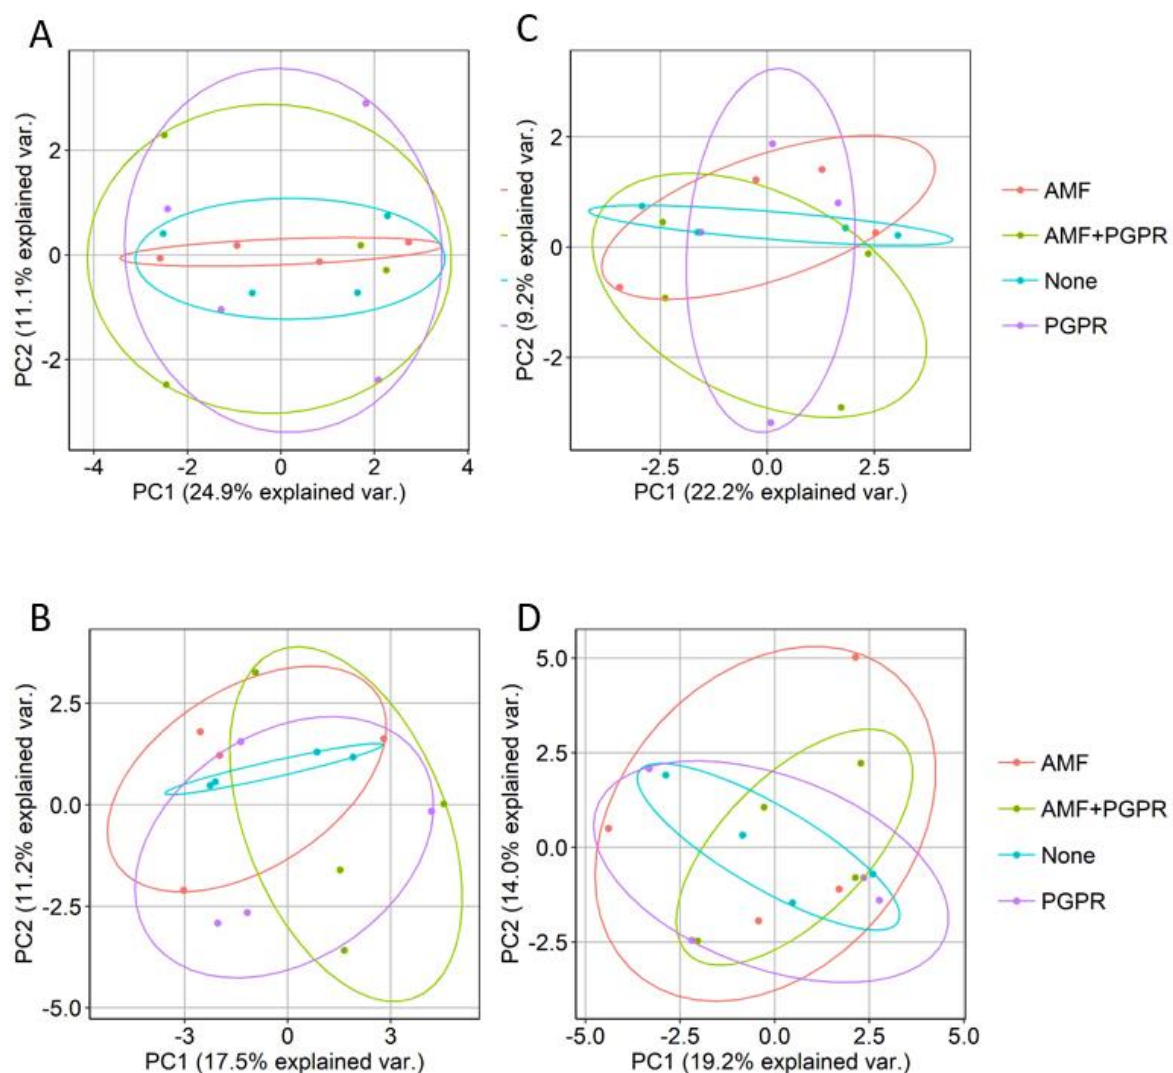 A
C
2
0
-2
PC2 (11.1% explained var.)
-4
-2
0
2
4
PC1 (24.9% explained var.)
2
0
-2
PC2 (9.2% explained var.)
-2.5
0.0
2.5
PC1 (22.2% explained var.)
AMF
AMF+PGPR
None
PGPR
B
D
2.5
0.0
-2.5
-5.0
PC2 (11.2% explained var.)
-3
0
3
PC1 (17.5% explained var.)
5.0
2.5
0.0
-2.5
PC2 (14.0% explained var.)
-5.0
-2.5
0.0
2.5
5.0
PC1 (19.2% explained var.)
AMF
AMF+PGPR
None
PGPR